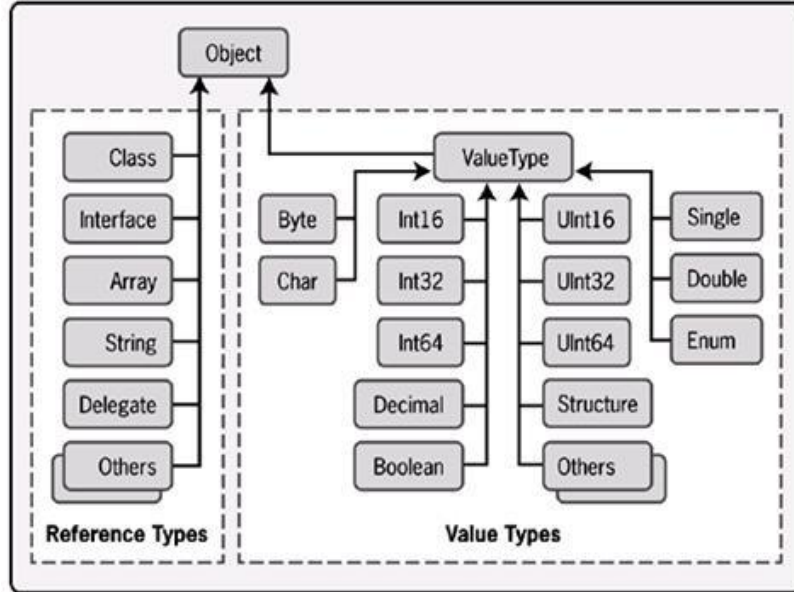 Object
Class
Interface
Array
String
Delegate
Others
Reference Types
ValueType
Byte
Char
Int16
Int32
Int64
Decimal
Boolean
UInt16
UInt32
UInt64
Structure
Others
Single
Double
Enum
Value Types